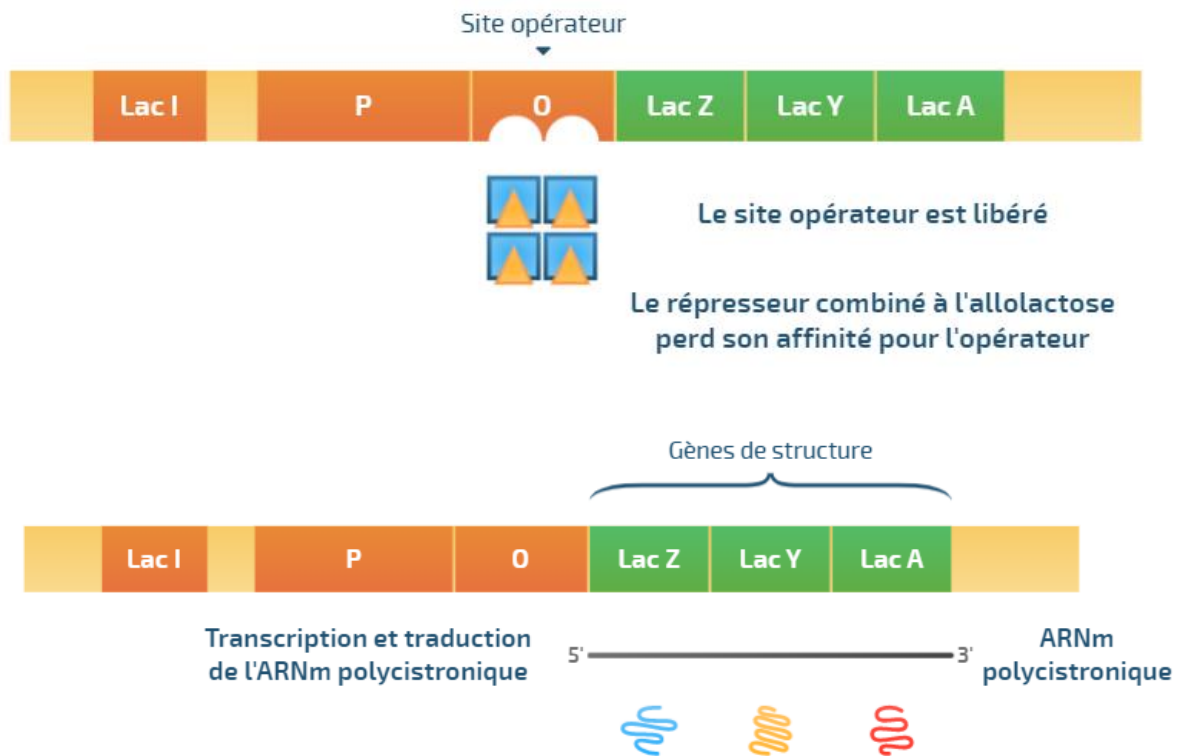 Site opérateur
Lac I P O Lac Z Lac Y Lac A
Le site opérateur est libéré
Le répresseur combiné à l'allolactose
perd son affinité pour l'opérateur
Gènes de structure
Lac I P O Lac Z Lac Y Lac A
Transcription et traduction
de l'ARNm polycistronique
5' 3'
ARNm
polycistronique